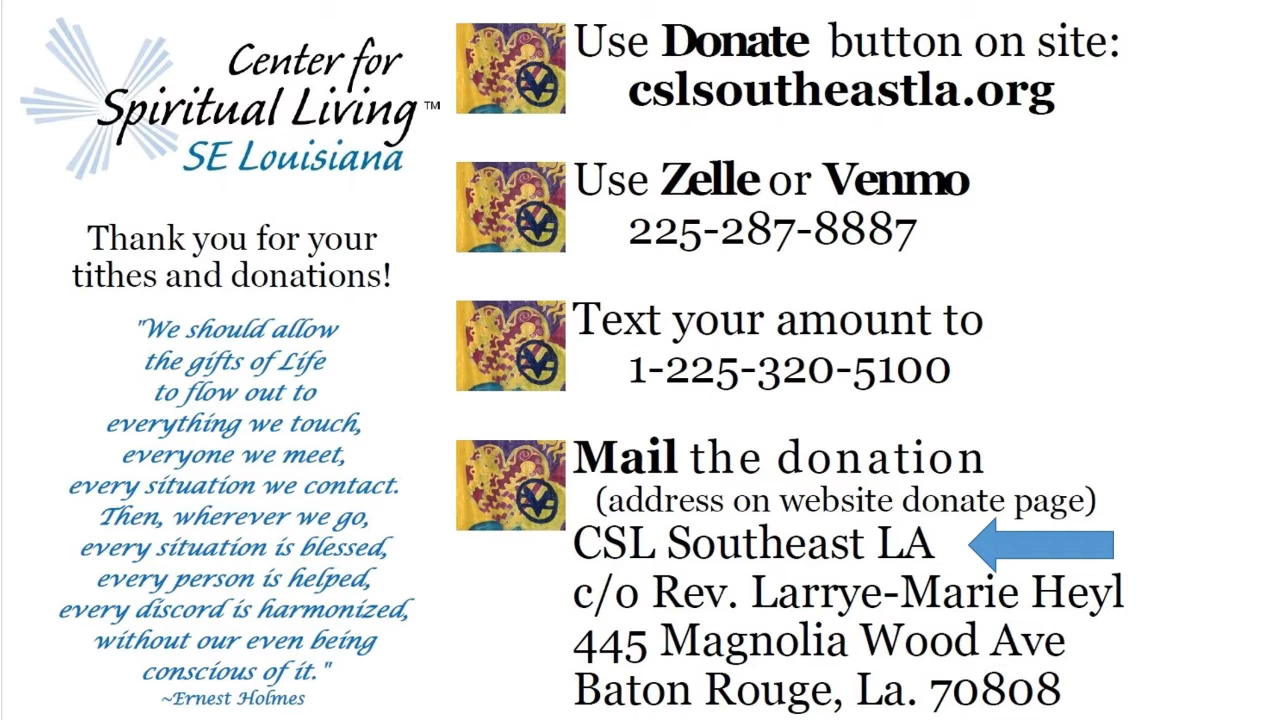 Center for
Spiritual Living™
SE Louisiana
Thank you for your
tithes and donations!
"We should allow
the gifts of Life
to flow out to
everything we touch,
everyone we meet,
every situation we contact.
Then, wherever we go,
every situation is blessed,
every person is helped,
every discord is harmonized,
without our even being
conscious of it."
~Ernest Holmes
Use Donate button on site:
cslsoutheastla.org
Use Zelle or Venmo
225-287-8887
Text your amount to
1-225-320-5100
Mail the donation
(address on website donate page)
CSL Southeast LA
c/o Rev. Larrye-Marie Heyl
445 Magnolia Wood Ave
Baton Rouge, La. 70808